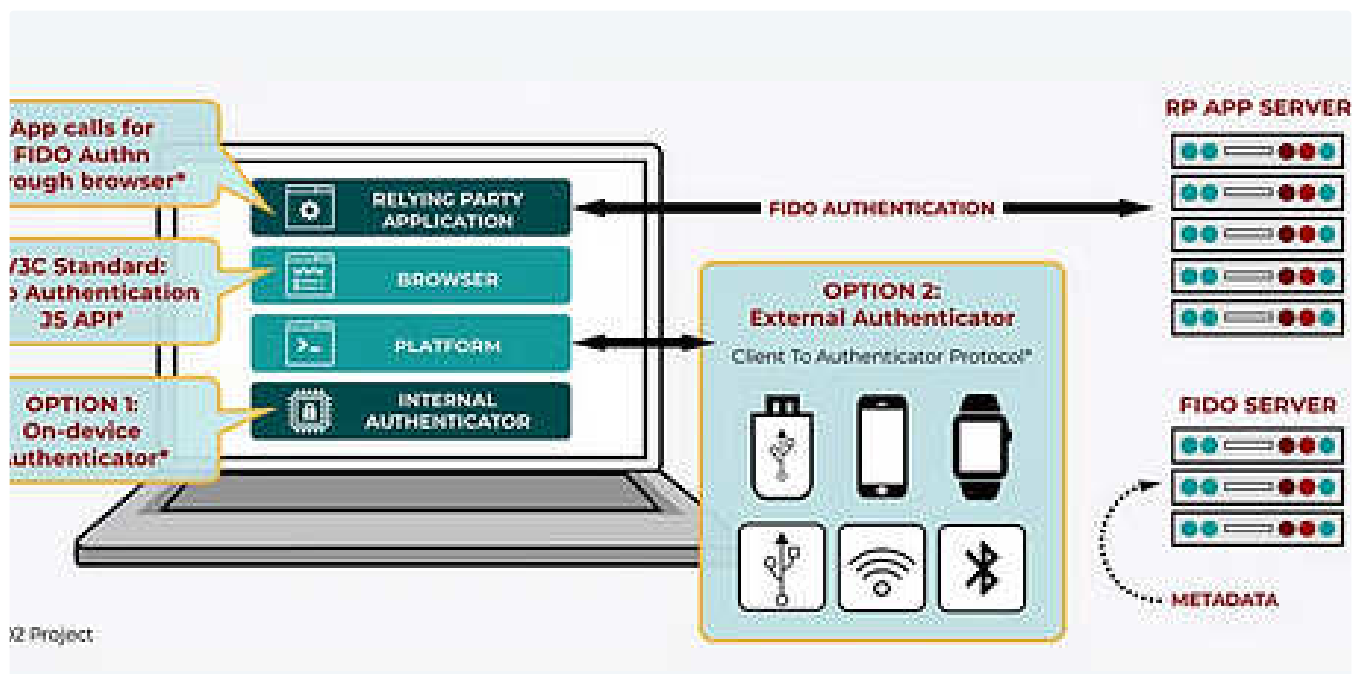 App calls for
FIDO Authn
rough browser*
RELYING PARTY
APPLICATION
FIDO AUTHENTICATION
RP APP SERVER
3C Standard:
Authentication
JS API*
WWW
BROWSER
PLATFORM
OPTION 1:
On-device
uthenticator*
INTERNAL
AUTHENTICATOR
OPTION 2:
External Authenticator
Client To Authenticator Protocol*
FIDO SERVER
METADATA
2 Project